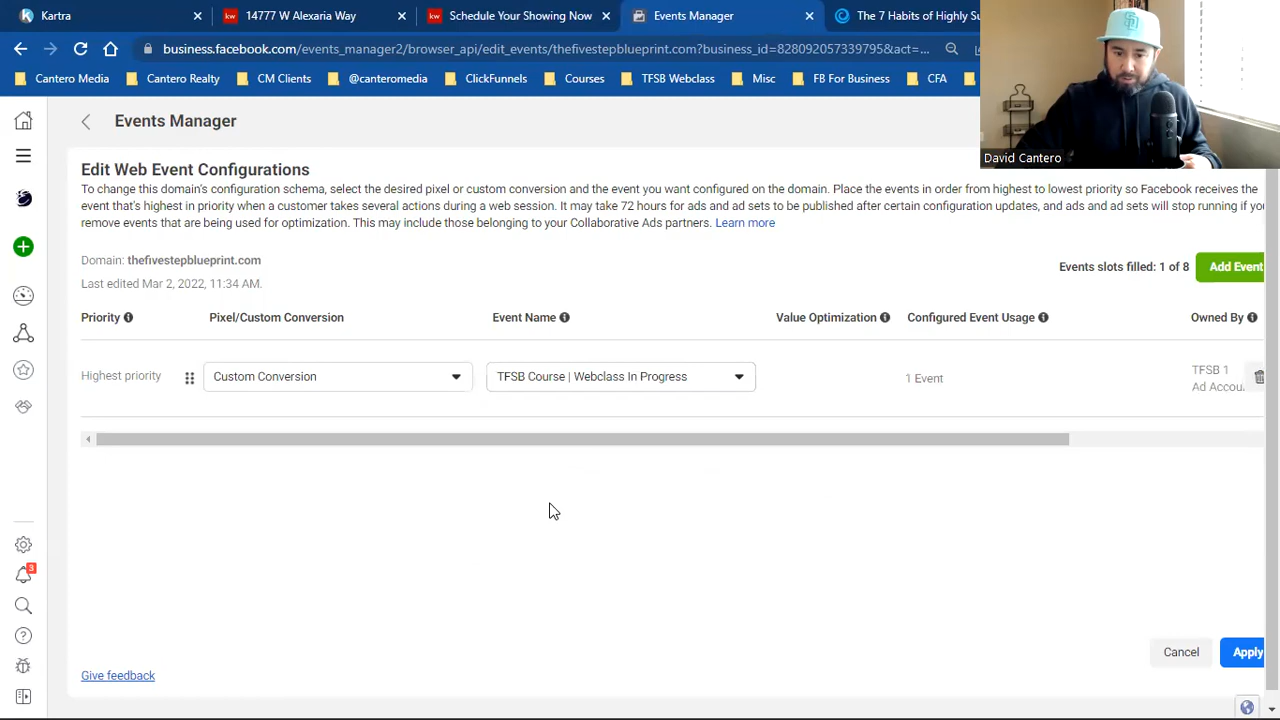 Kartra
kw 14777 W Alexaria Way
kw Schedule Your Showing Now
Events Manager
The 7 Habits of Highly Su
business.facebook.com/events_manager2/browser_api/edit_events/thefivestepblueprint.com?business_id=828092057339795&act=...
Cantero Media
Cantero Realty
CM Clients
@canteromedia
ClickFunnels
Courses
TFSB Webclass
Misc
FB For Business
CFA
David Cantero
Events Manager
Edit Web Event Configurations
To change this domain's configuration schema, select the desired pixel or custom conversion and the event you want configured on the domain. Place the events in order from highest to lowest priority so Facebook receives the
event that's highest in priority when a customer takes several actions during a web session. It may take 72 hours for ads and ad sets to be published after certain configuration updates, and ads and ad sets will stop running if you
remove events that are being used for optimization. This may include those belonging to your Collaborative Ads partners. Learn more
Domain: thefivestepblueprint.com
Last edited Mar 2, 2022, 11:34 AM.
Events slots filled: 1 of 8
Add Event
Priority
Pixel/Custom Conversion
Event Name
Value Optimization
Configured Event Usage
Owned By
Highest priority
Custom Conversion
TFSB Course | Webclass In Progress
1 Event
TFSB 1
Ad Accou
3
Cancel
Apply
Give feedback